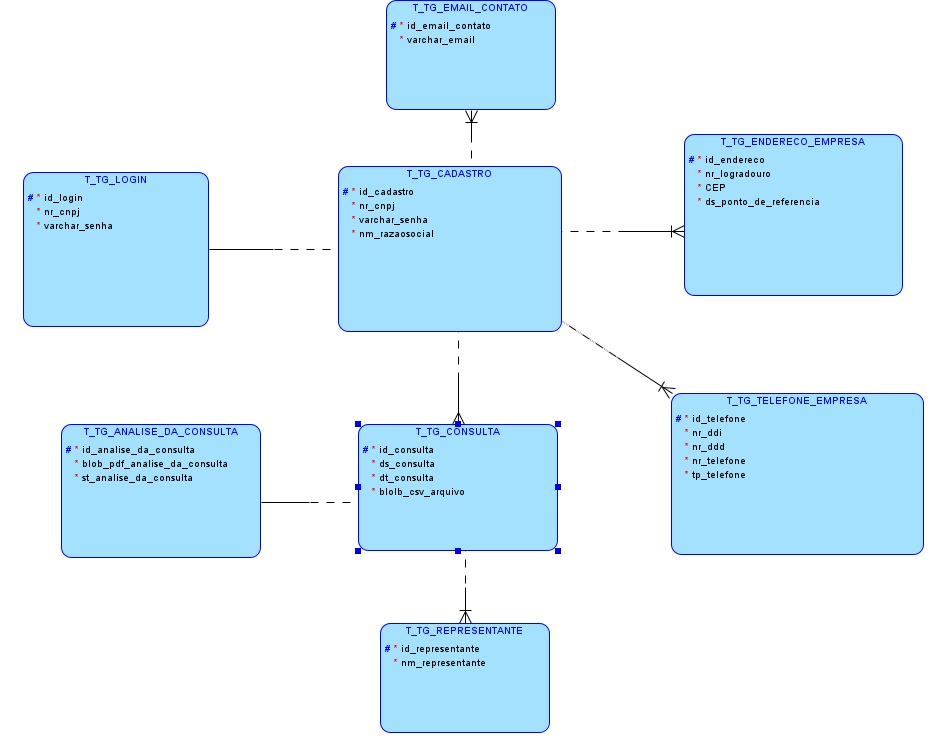 T_TG_EMAIL_CONTATO
# * id_email_contato
* varchar_email
T_TG_ENDERECO_EMPRESA
# * id_endereco
* nr_logradouro
* CEP
* ds_ponto_de_referencia
T_TG_LOGIN
# * id_login
* nr_cnpj
* varchar_senha
T_TG_CADASTRO
# * id_cadastro
* nr_cnpj
* varchar_senha
* nm_razaosocial
T_TG_TELEFONE_EMPRESA
# * id_telefone
* nr_ddi
* nr_ddd
* nr_telefone
* tp_telefone
T_TG_ANALISE_DA_CONSULTA
# * id_analise_da_consulta
* blob_pdf_analise_da_consulta
* st_analise_da_consulta
T_TG_CONSULTA
# * id_consulta
* ds_consulta
* dt_consulta
* blolb_csv_arquivo
T_TG_REPRESENTANTE
# * id_representante
* nm_representante